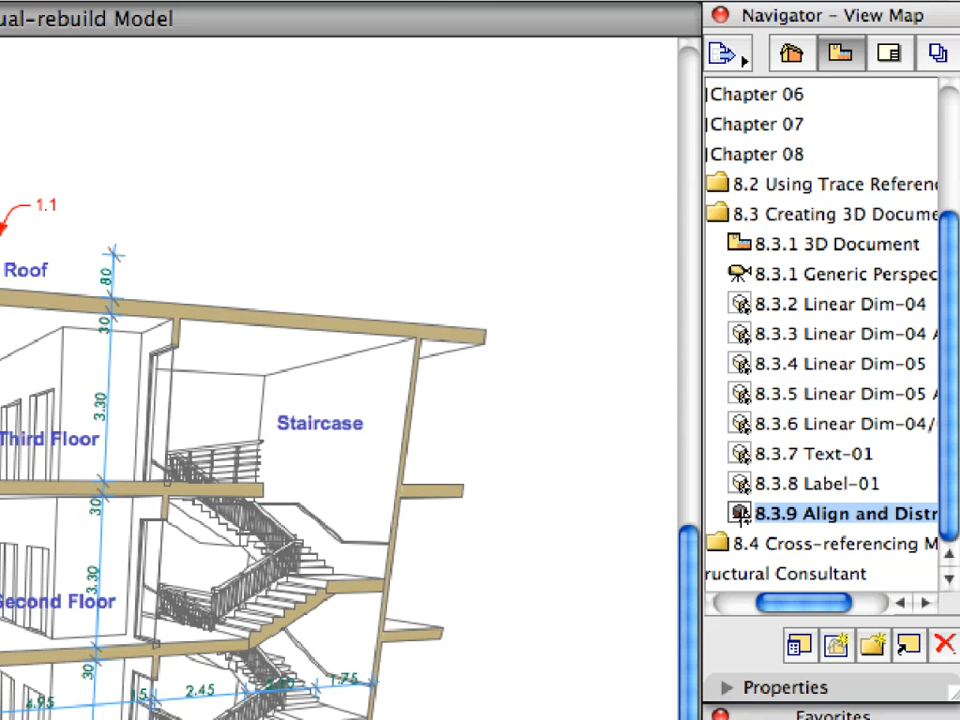 ual-rebuild Model
Navigator - View Map
Chapter 06
Chapter 07
Chapter 08
8.2 Using Trace Referen
8.3 Creating 3D Docume
8.3.1 3D Document
8.3.1 Generic Perspec
8.3.2 Linear Dim-04
8.3.3 Linear Dim-04 A
8.3.4 Linear Dim-05
8.3.5 Linear Dim-05 A
8.3.6 Linear Dim-04/
8.3.7 Text-01
8.3.8 Label-01
8.3.9 Align and Distr
8.4 Cross-referencing M
ructural Consultant
Properties
Favorites
1.1
Roof
80
30
3.30
Staircase
Third Floor
30
3.30
Second Floor
30
6.95
2.45
1.75